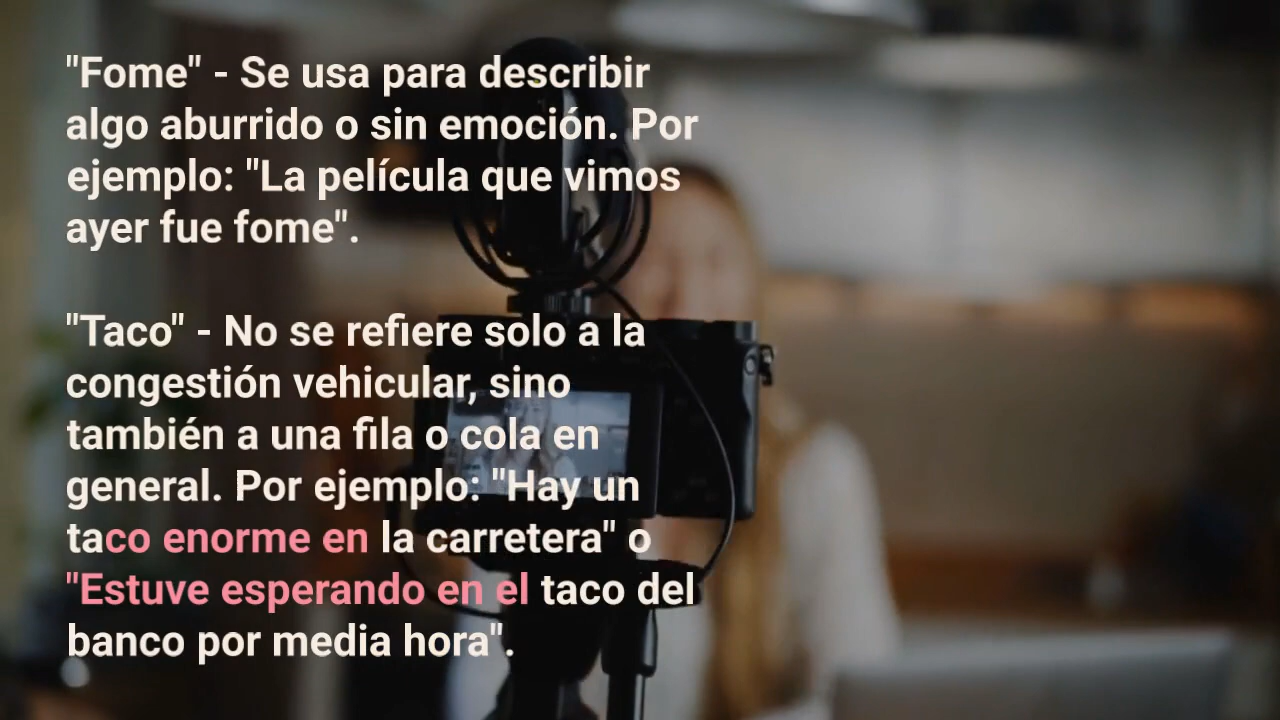 "Fome" - Se usa para describir
algo aburrido o sin emoción. Por
ejemplo: "La película que vimos
ayer fue fome".
"Taco" - No se refiere solo a la
congestión vehicular, sino
también a una fila o cola en
general. Por ejemplo: "Hay un
taco enorme en la carretera" o
"Estuve esperando en el taco del
banco por media hora".